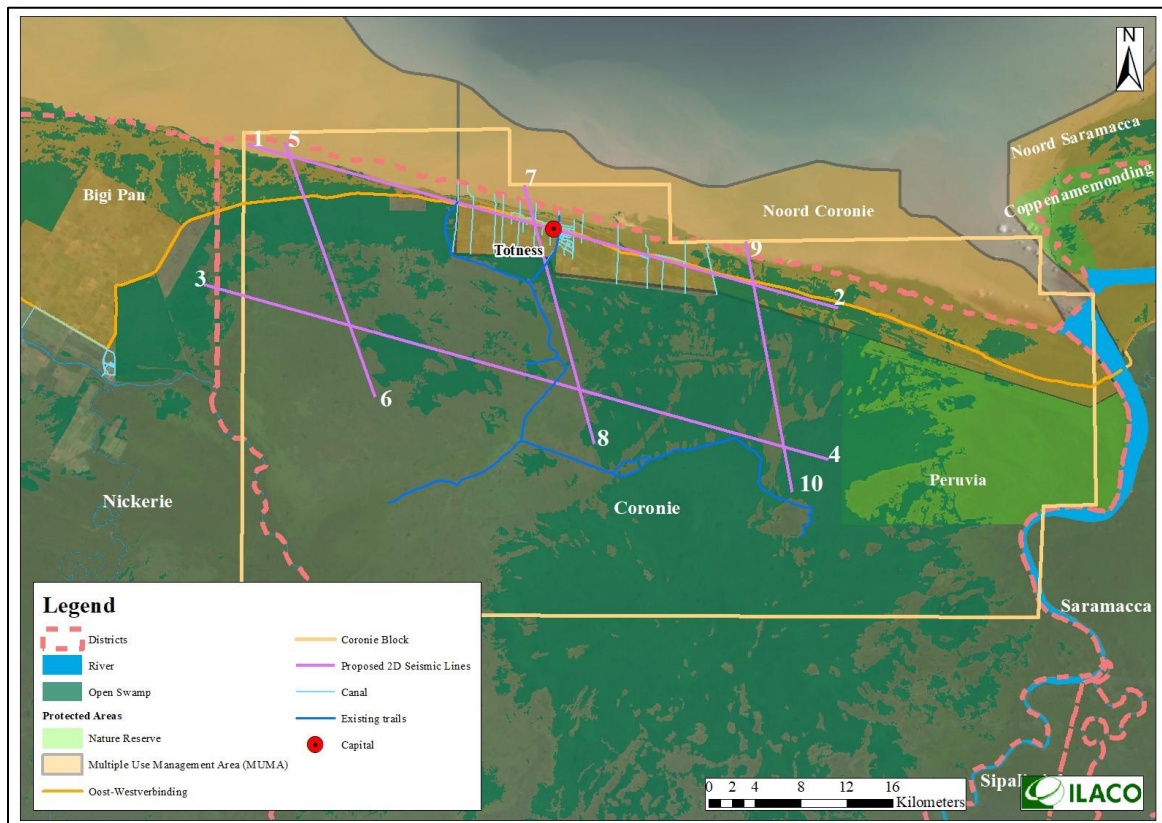 N
Noord Saramacca
Coppenamemonding
1
5
Bigi Pan
7
Noord Coronie
Totness
9
3
2
6
8
4
10
Peruvia
Nickerie
Coronie
Saramacca
Legend
Districts
River
Open Swamp
Protected Areas
Nature Reserve
Multiple Use Management Area (MUMA)
Oost-Westverbinding
Coronie Block
Proposed 2D Seismic Lines
Canal
Existing trails
Capital
0 2 4 8 12 16
Kilometers
ILACO